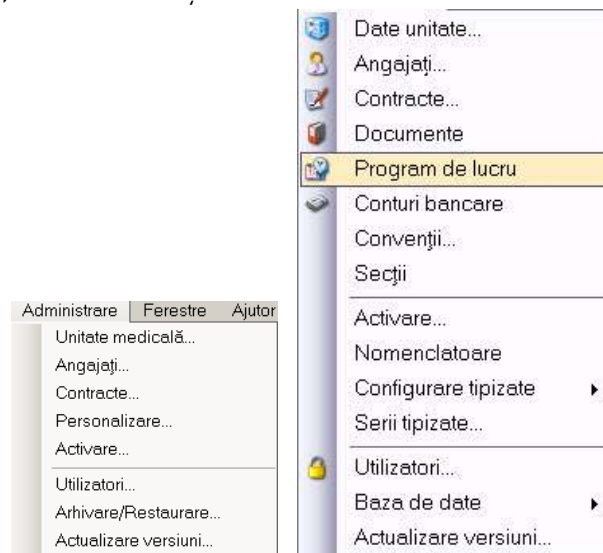 Administrare Ferestre Ajutor
Unitate medicală...
Angajaţi...
Contracte...
Personalizare...
Activare...
Utilizatori...
Arhivare/Restaurare...
Actualizare versiuni...
Date unitate...
Angajaţi...
Contracte...
Documente
Program de lucru
Conturi bancare
Convenţii...
Secţii
Activare...
Nomenclatoare
Configurare tipizate
Serii tipizate...
Utilizatori...
Baza de date
Actualizare versiuni...